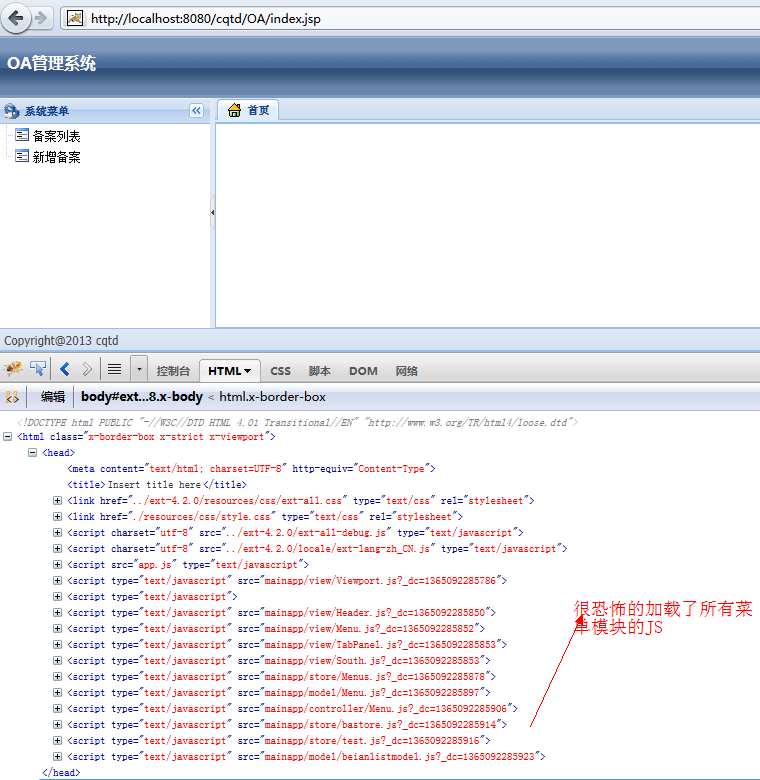 http://localhost:8080/cqtd/OA/index.jsp
OA管理系统
系统菜单
首页
备案列表
新增备案
Copyright@2013 cqtd
控制台 HTML CSS 脚本 DOM 网络
编辑 body#ext...8.x-body < html.x-border-box
<!DOCTYPE html PUBLIC "-//W3C//DTD HTML 4.01 Transitional//EN" "http://www.w3.org/TR/html4/loose.dtd">
<html class="x-border-box x-strict x-viewport">
<head>
<meta content="text/html; charset=UTF-8" http-equiv="Content-Type">
<title>Insert title here</title>
<link href="../ext-4.2.0/resources/css/ext-all.css" type="text/css" rel="stylesheet">
<link href="./resources/css/style.css" type="text/css" rel="stylesheet">
<script charset="utf-8" src="../ext-4.2.0/ext-all-debug.js" type="text/javascript">
<script charset="utf-8" src="../ext-4.2.0/locale/ext-lang-zh_CN.js" type="text/javascript">
<script src="app.js" type="text/javascript">
<script type="text/javascript" src="mainapp/view/Viewport.js?_dc=1365092285786">
<script type="text/javascript">
<script type="text/javascript" src="mainapp/view/Header.js?_dc=1365092285850">
<script type="text/javascript" src="mainapp/view/Menu.js?_dc=1365092285852">
<script type="text/javascript" src="mainapp/view/TabPanel.js?_dc=1365092285853">
<script type="text/javascript" src="mainapp/view/South.js?_dc=1365092285853">
<script type="text/javascript" src="mainapp/store/Menus.js?_dc=1365092285878">
<script type="text/javascript" src="mainapp/model/Menu.js?_dc=1365092285897">
<script type="text/javascript" src="mainapp/controller/Menu.js?_dc=1365092285906">
<script type="text/javascript" src="mainapp/store/bastore.js?_dc=1365092285914">
<script type="text/javascript" src="mainapp/store/test.js?_dc=1365092285916">
<script type="text/javascript" src="mainapp/model/beianlistmodel.js?_dc=1365092285923">
</head>
很恐怖的加载了所有菜
单模块的JS